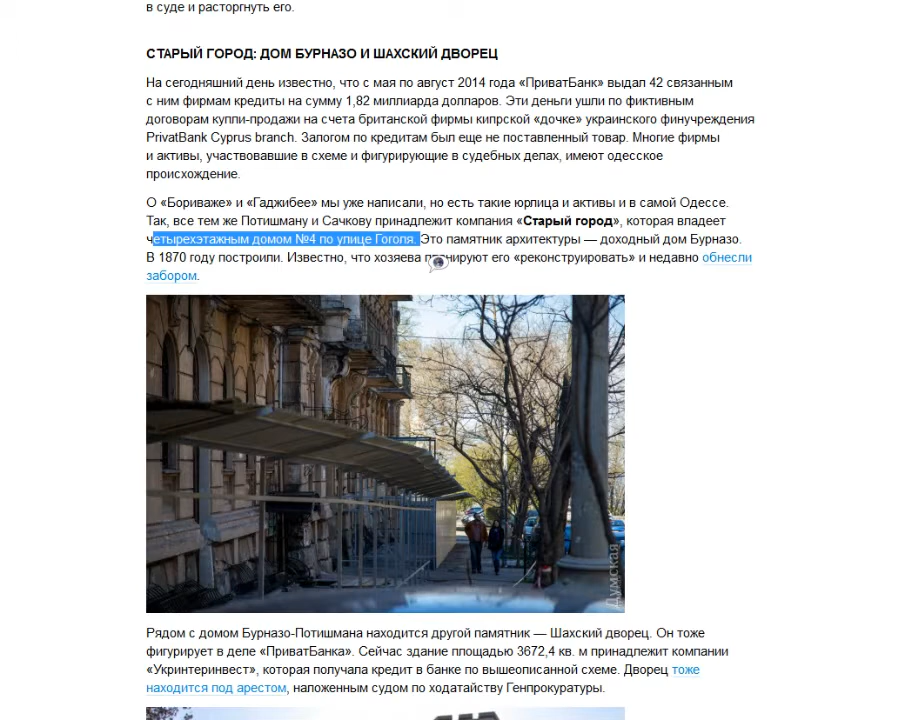 в суде и расторгнуть его.
СТАРЫЙ ГОРОД: ДОМ БУРНАЗО И ШАХСКИЙ ДВОРЕЦ
На сегодняшний день известно, что с мая по август 2014 года «ПриватБанк» выдал 42 связанным
с ним фирмам кредиты на сумму 1,82 миллиарда долларов. Эти деньги ушли по фиктивным
договорам куппи-продажи на счета британской фирмы кипрской «дочке» украинского финучреждения
PrivatBank Cyprus branch. Залогом по кредитам был еще не поставленный товар. Многие фирмы
и активы, участвовавшие в схеме и фигурирующие в судебных делах, имеют одесское
происхождение.
О «Бориваже» и «Гаджибее» мы уже написали, но есть такие юрлица и активы и в самой Одессе.
Так, все тем же Потишману и Сачкову принадлежит компания «Старый город», которая владеет
четырехэтажным домом №4 по улице Гоголя. Это памятник архитектуры — доходный дом Бурназо.
В 1870 году построили. Известно, что хозяева планируют его «реконструировать» и недавно обнесли
забором.
Думская
Рядом с домом Бурназо-Потишмана находится другой памятник — Шахский дворец. Он тоже
фигурирует в деле «ПриватБанка». Сейчас здание площадью 3672,4 кв. м принадлежит компании
«Укринтеринвест», которая получала кредит в банке по вышеописанной схеме. Дворец тоже
находится под арестом, наложенным судом по ходатайству Генпрокуратуры.